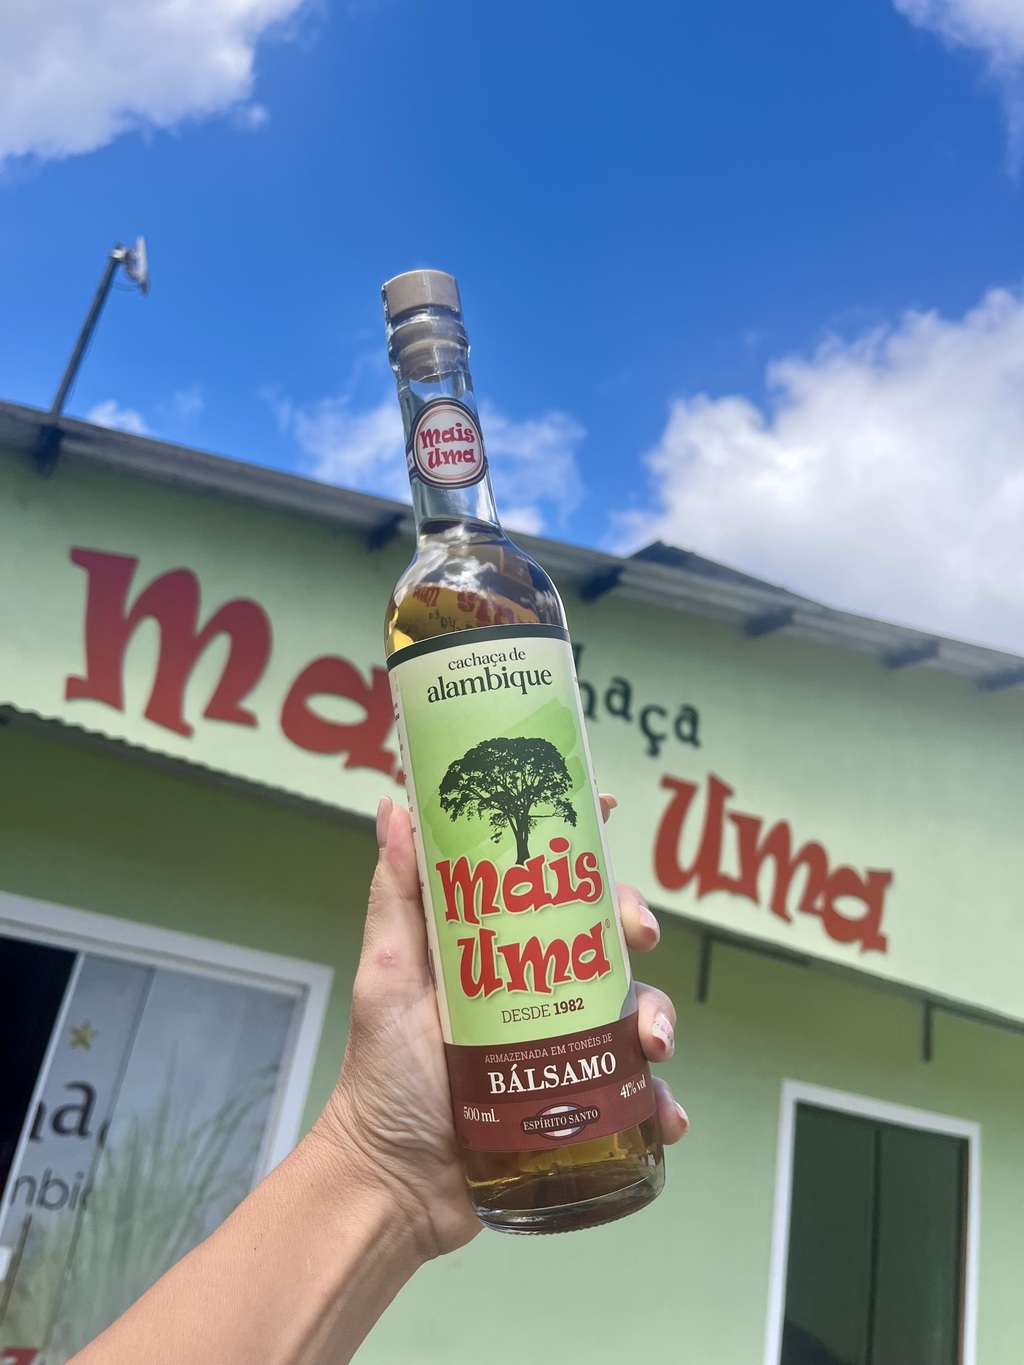 mais
uma
cachaça de
alambique
mais
uma
DESDE 1982
ARMAZENADA EM TONÉIS DE
BÁLSAMO
500 mL
41% vol
ESPÍRITO SANTO
ma
haça
uma